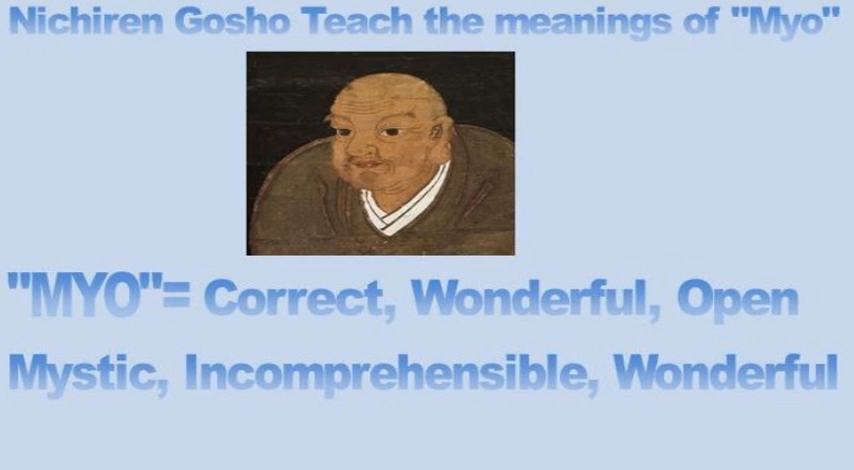 Nichiren Gosho Teach the meanings of "Myo"
"MYO"= Correct, Wonderful, Open
Mystic, Incomprehensible, Wonderful